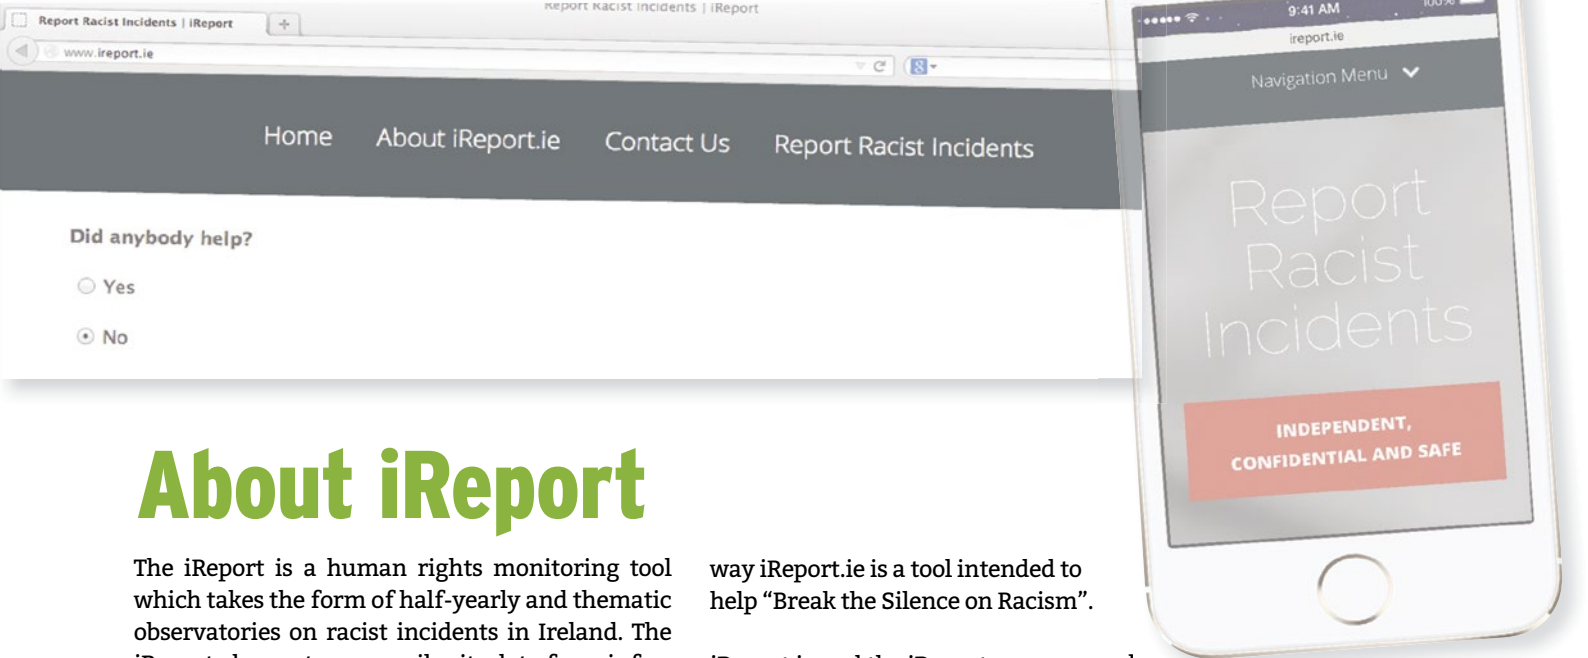 Report Racist Incidents | iReport
Report Racist Incidents | iReport
www.ireport.ie
Home About iReport.ie Contact Us Report Racist Incidents
Did anybody help?
Yes
No
9:41 AM 100%
ireport.ie
Navigation Menu
Report
Racist
Incidents
INDEPENDENT,
CONFIDENTIAL AND SAFE
About iReport
The iReport is a human rights monitoring tool
which takes the form of half-yearly and thematic
observatories on racist incidents in Ireland. The
way iReport.ie is a tool intended to
help “Break the Silence on Racism”.